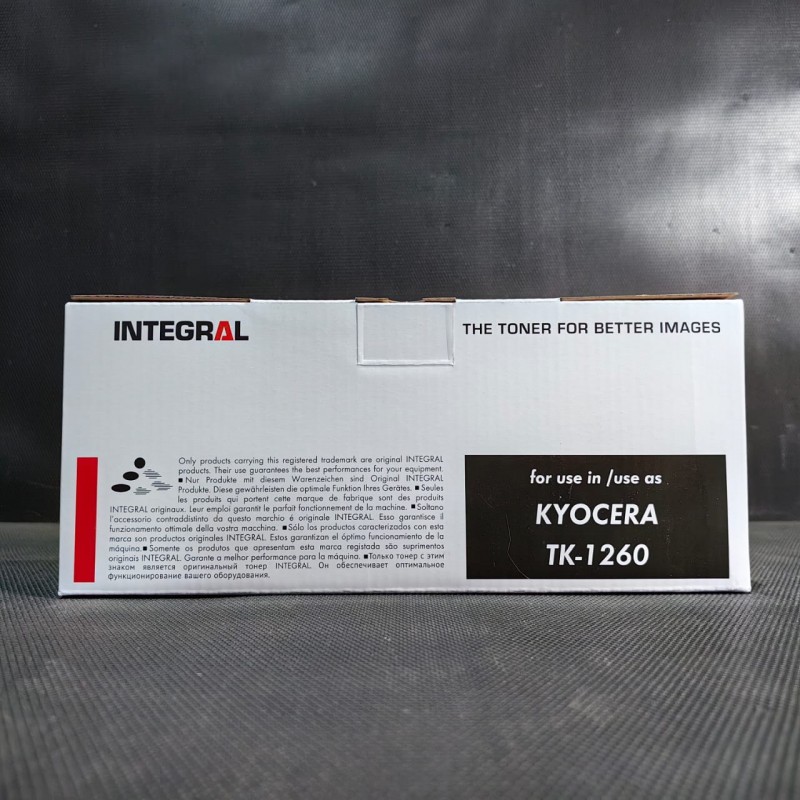 INTEGRAL
THE TONER FOR BETTER IMAGES
Only products carrying this registered trademark are original INTEGRAL
products. Their use guarantees the best performances for your equipment.
■ Nur Produkte mit diesem Warenzeichen sind Original INTEGRAL
Produkte. Diese gewährleisten die optimale Funktion Ihres Gerätes. ■ Seules
les produits qui portent cette marque de fabrique sont des produits
INTEGRAL originaux. Leur emploi garantit le parfait fonctionnement de la machine. ■ Soltano
l'accessorio contraddistinto da questo marchio é originale INTEGRAL. Esso garantisce il
funzionamento ottimale della vostra macchina. ■ Sólo los productos caracterizados con esta
marca son productos originales INTEGRAL. Estos garantizan el óptimo funcionamiento de la
máquina. ■ Somente os produtos que apresentam esta marca registada são suprimentos
originais INTEGRAL. Garante a melhor performance para la máquina. ■ Только тонер с этим
знаком является оригинальный тонер INTEGRAL. Он обеспечивает оптимальное
функционирование вашего оборудования.
for use in /use as
KYOCERA
TK-1260